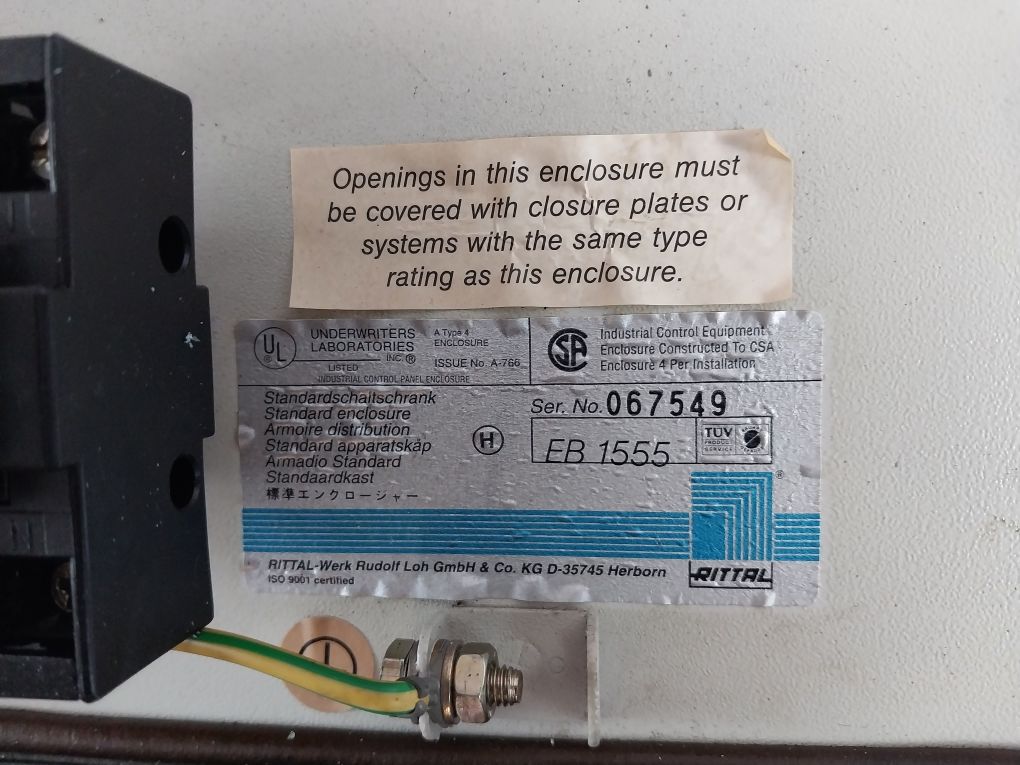 Openings in this enclosure must
be covered with closure plates or
systems with the same type
rating as this enclosure.
UL
LISTED
UNDERWRITERS
LABORATORIES
INC.®
A Type 4
ENCLOSURE
ISSUE No. A-766
INDUSTRIAL CONTROL PANEL ENCLOSURE
SA
Industrial Control Equipment
Enclosure Constructed To CSA
Enclosure 4 Per Installation
Standardschaltschrank
Standard enclosure
Armoire distribution
Standard apparatskåp
Armadio Standard
Standaardkast
標準エンクロージャー
H
Ser. No. 067549
EB 1555
TÜV
PRODUCT
SERVICE
®
RITTAL
RITTAL-Werk Rudolf Loh GmbH & Co. KG D-35745 Herborn
ISO 9001 certified